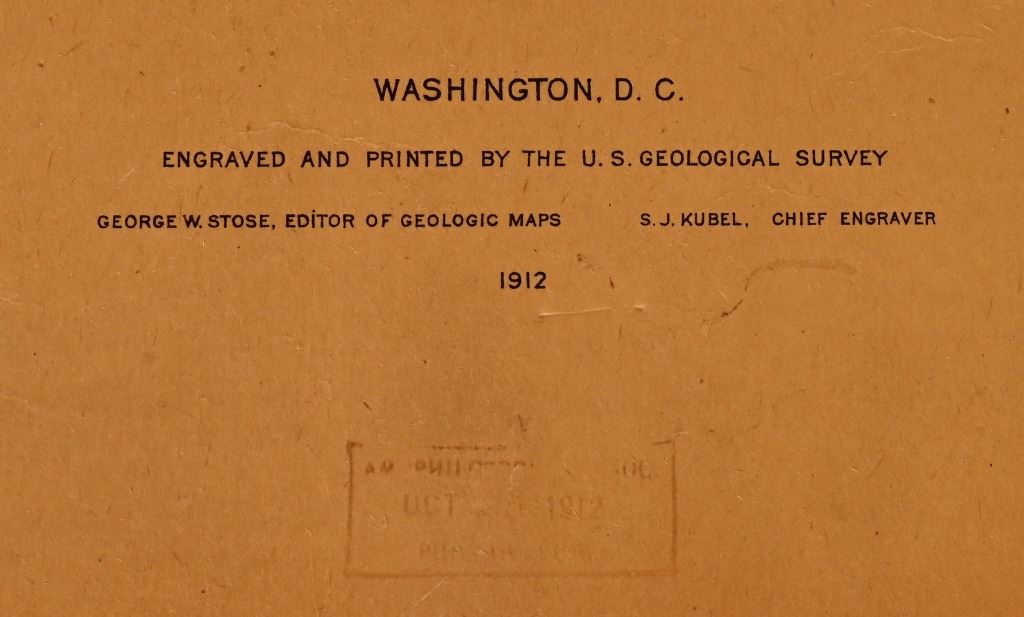 WASHINGTON, D. C.
ENGRAVED AND PRINTED BY THE U. S. GEOLOGICAL SURVEY
GEORGE W. STOSE, EDITOR OF GEOLOGIC MAPS S. J. KUBEL, CHIEF ENGRAVER
1912
OCT 1912